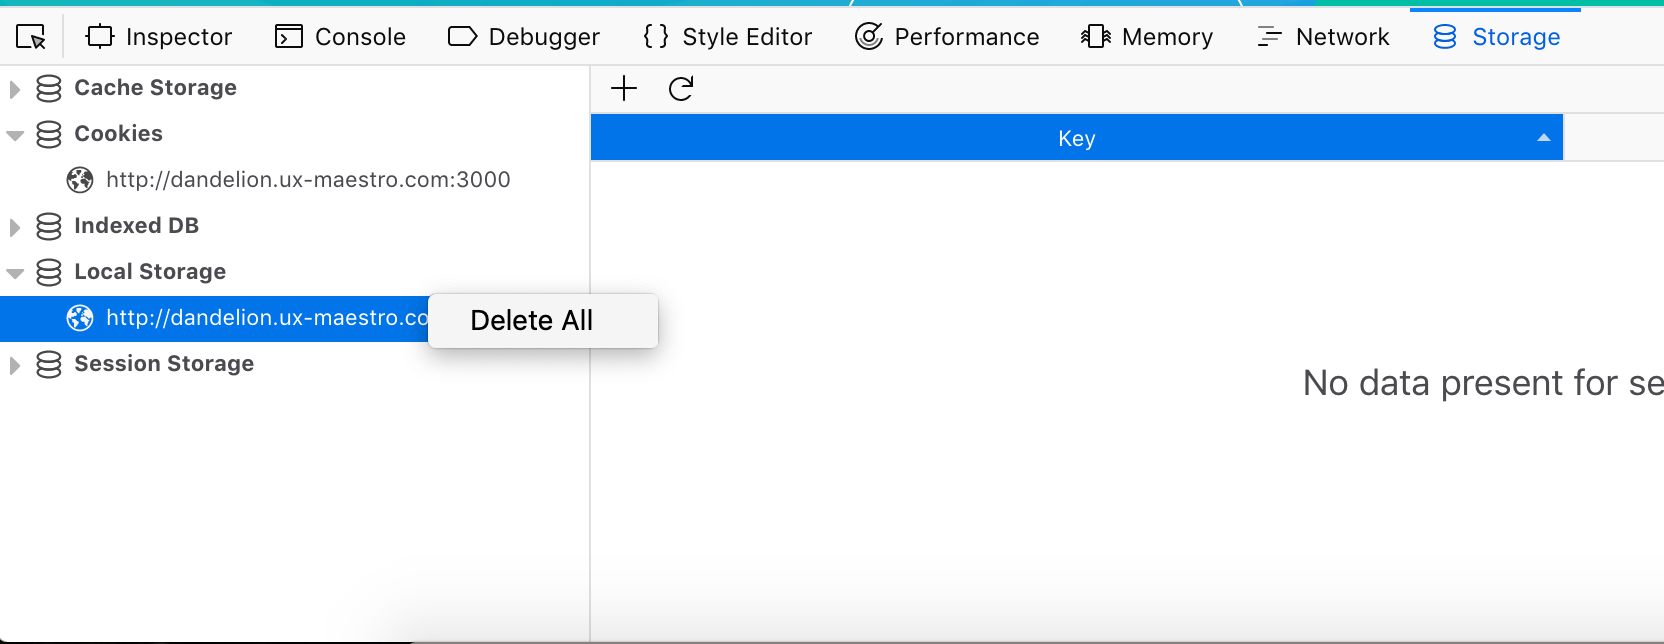 Inspector Console Debugger Style Editor Performance Memory Network Storage
Cache Storage
Cookies
http://dandelion.ux-maestro.com:3000
Indexed DB
Local Storage
http://dandelion.ux-maestro.co
Delete All
Session Storage
Key
No data present for se